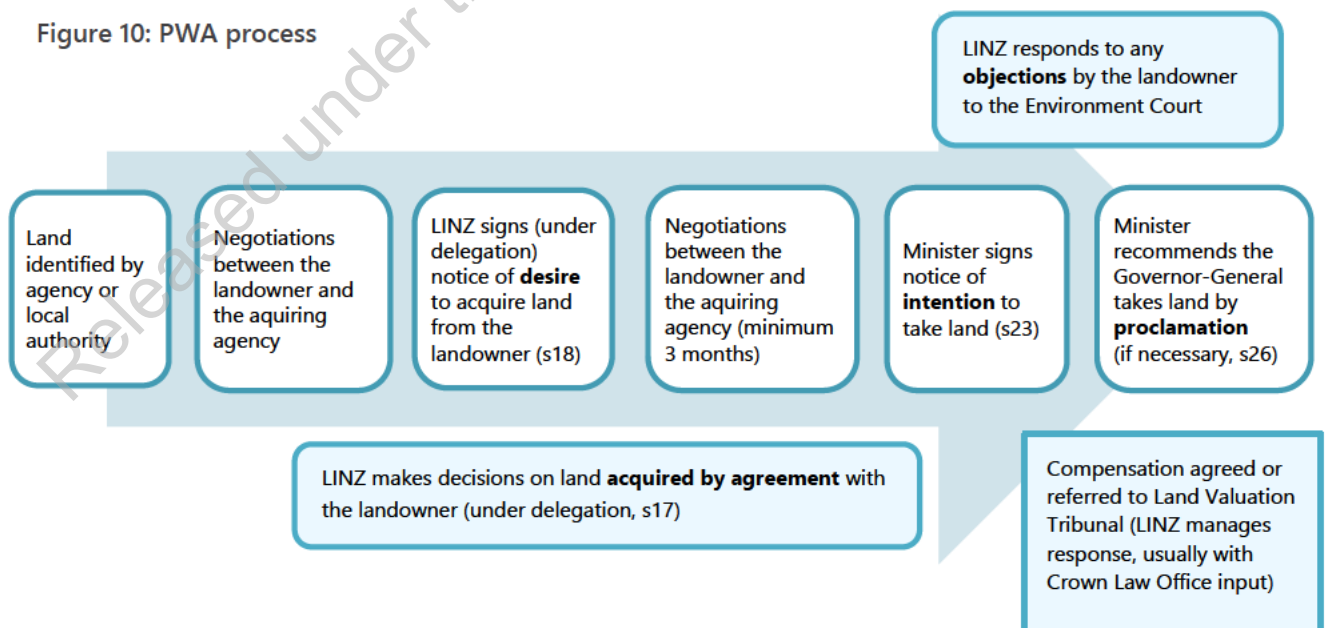 Figure 10: PWA process
Released under t
LINZ responds to any
objections by the landowner
to the Environment Court
Land
identified by
agency or
local
authority
Negotiations
between the
landowner and
the aquiring
agency
LINZ signs (under
delegation)
notice of desire
to acquire land
from the
landowner (s18)
Negotiations
between the
landowner and
the aquiring
agency (minimum
3 months)
Minister signs
notice of
intention to
take land (s23)
Minister
recommends the
Governor-General
takes land by
proclamation
(if necessary, s26)
LINZ makes decisions on land acquired by agreement with
the landowner (under delegation, s17)
Compensation agreed or
referred to Land Valuation
Tribunal (LINZ manages
response, usually with
Crown Law Office input)